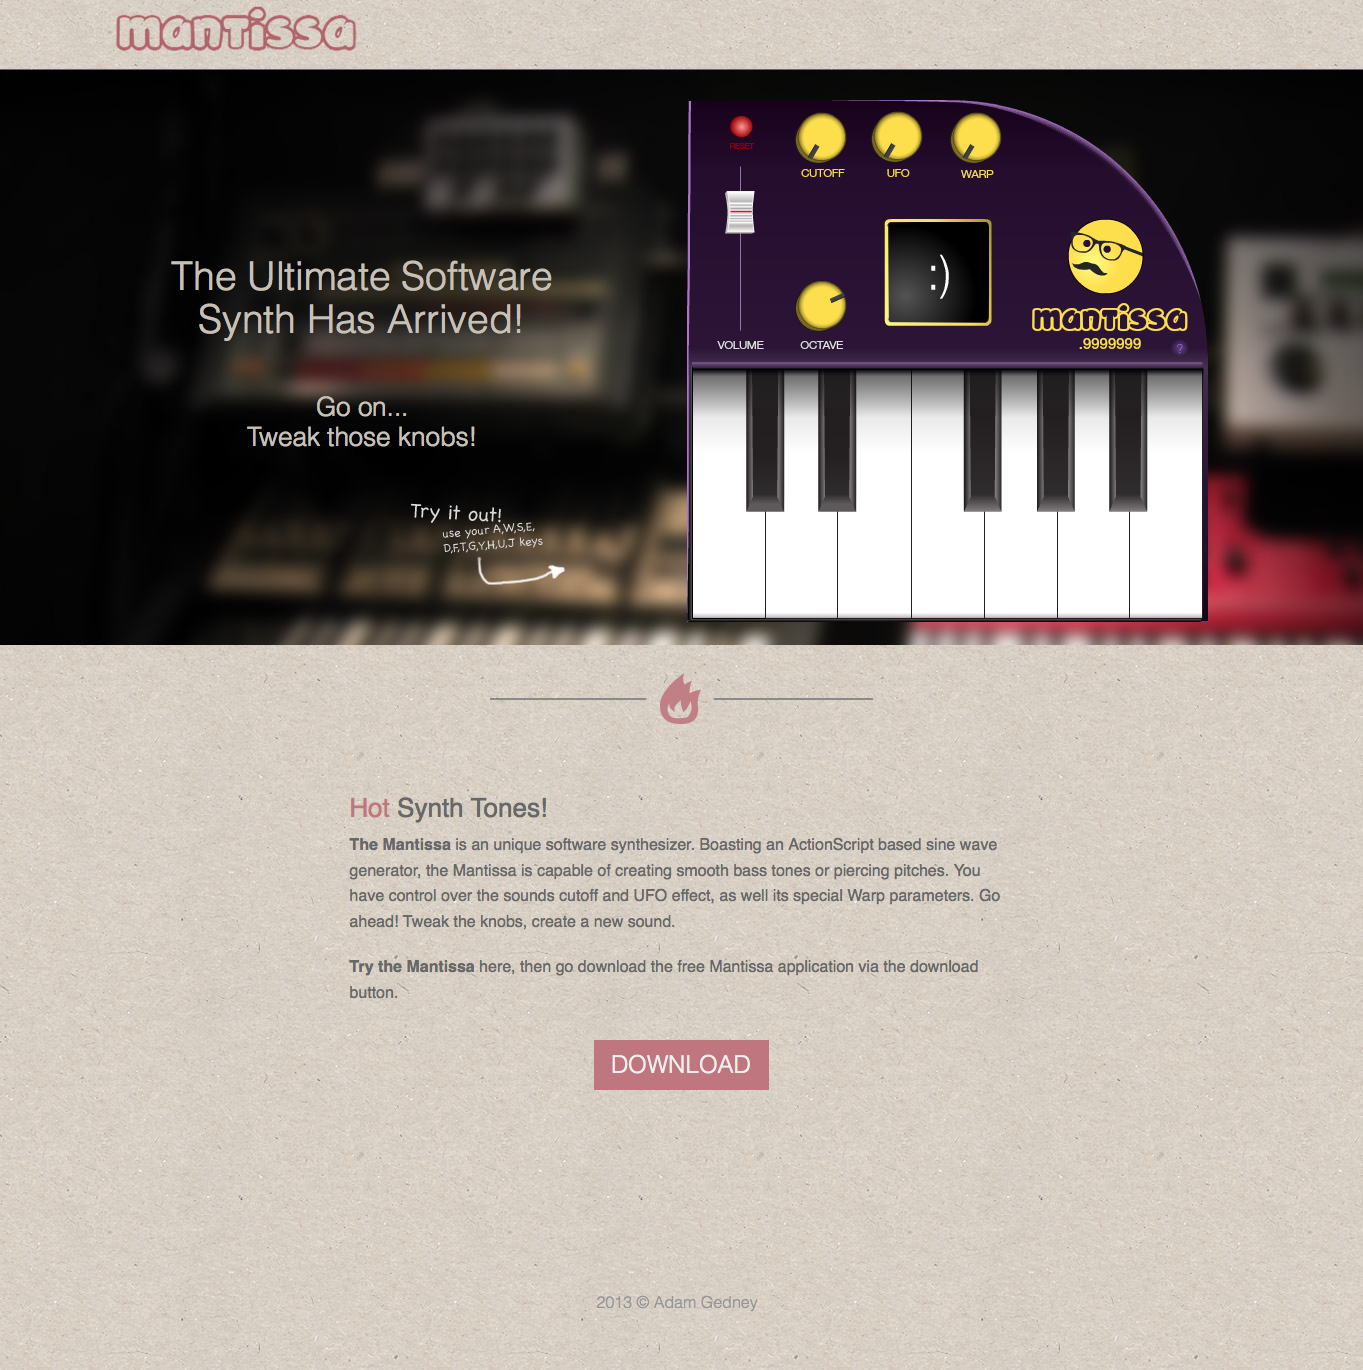 mantissa
The Ultimate Software
Synth Has Arrived!
Go on...
Tweak those knobs!
Try it out!
use your A,W,S,E,
D,F,T,G,Y,H,U,J keys
RESET
CUTOFF
UFO
WARP
:)
VOLUME
OCTAVE
mantissa
.9999999
?
Hot Synth Tones!
The Mantissa is an unique software synthesizer. Boasting an ActionScript based sine wave
generator, the Mantissa is capable of creating smooth bass tones or piercing pitches. You
have control over the sounds cutoff and UFO effect, as well its special Warp parameters. Go
ahead! Tweak the knobs, create a new sound.
Try the Mantissa here, then go download the free Mantissa application via the download
button.
DOWNLOAD
2013 © Adam Gedney